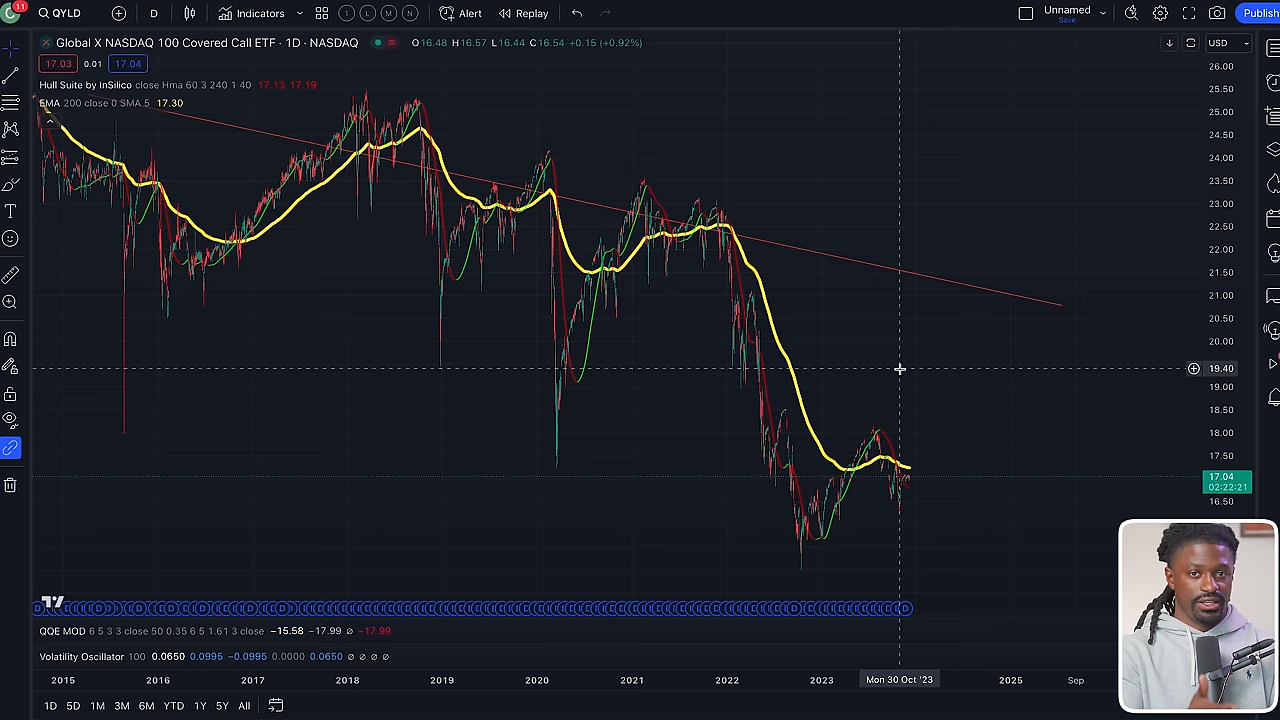 11 QYLD D Indicators 1 L M N Alert Replay Unnamed Save Publish
Global X NASDAQ 100 Covered Call ETF · 1D · NASDAQ O16.48 H16.57 L16.44 C16.54 +0.15 (+0.92%) USD
17.03 0.01 17.04
Hull Suite by InSilico close Hma 60 3 240 1 40 17.13 17.19
EMA 200 close 0 SMA 5 17.30
26.00
25.50
25.00
24.50
24.00
23.50
23.00
22.50
22.00
21.50
21.00
20.50
20.00
19.40
19.00
18.50
18.00
17.50
17.04
02:22:21
16.50
QQE MOD 6 5 3 3 close 50 0.35 6 5 1.61 3 close −15.58 −17.99 ∅ −17.99
Volatility Oscillator 100 0.0650 0.0995 −0.0995 0.0000 0.0650 ∅ ∅ ∅ ∅
2015 2016 2017 2018 2019 2020 2021 2022 2023 Mon 30 Oct '23 2025 Sep
1D 5D 1M 3M 6M YTD 1Y 5Y All